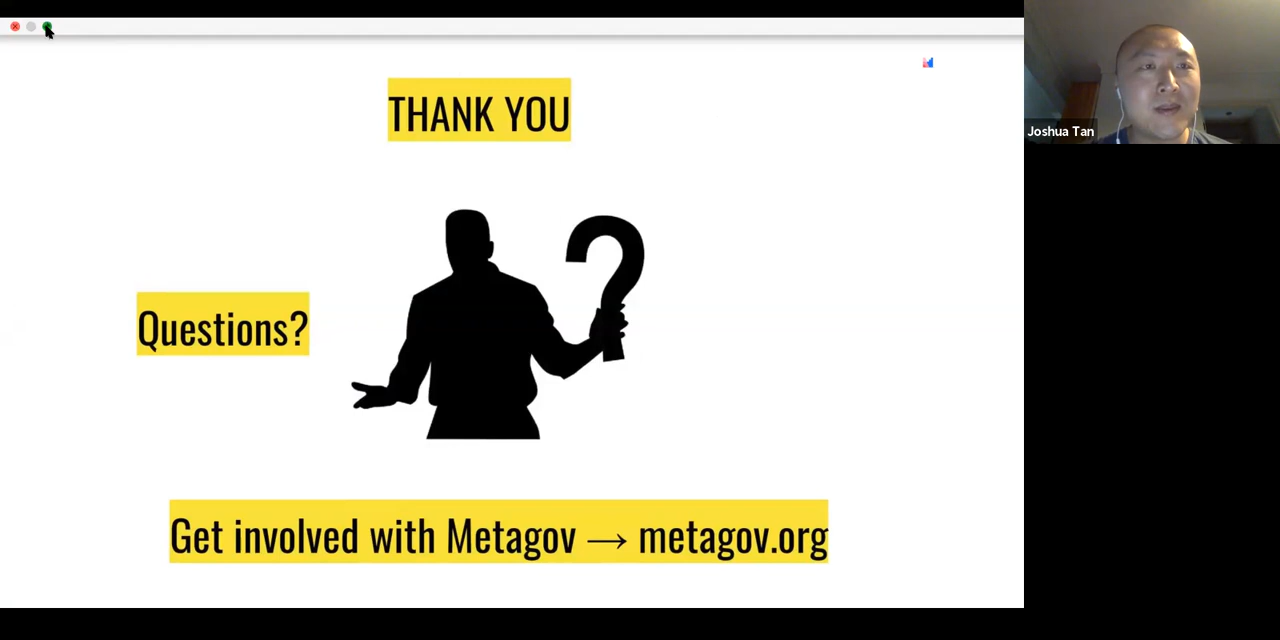 THANK YOU
Joshua Tan
Questions?
Get involved with Metagov → metagov.org